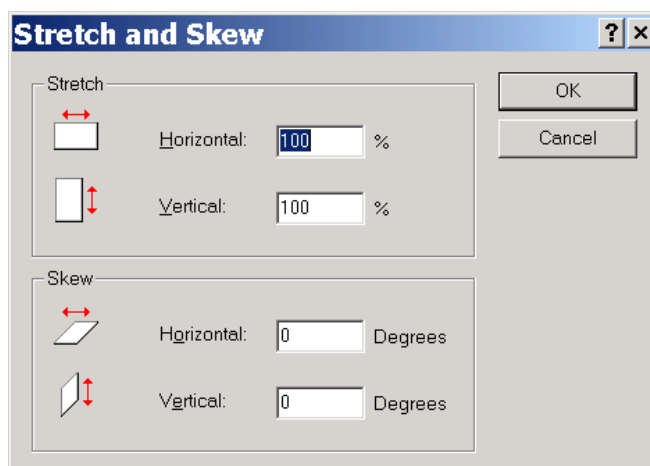 Stretch and Skew
Stretch
Horizontal: 100 %
Vertical: 100 %
OK
Cancel
Skew
Horizontal: 0 Degrees
Vertical: 0 Degrees